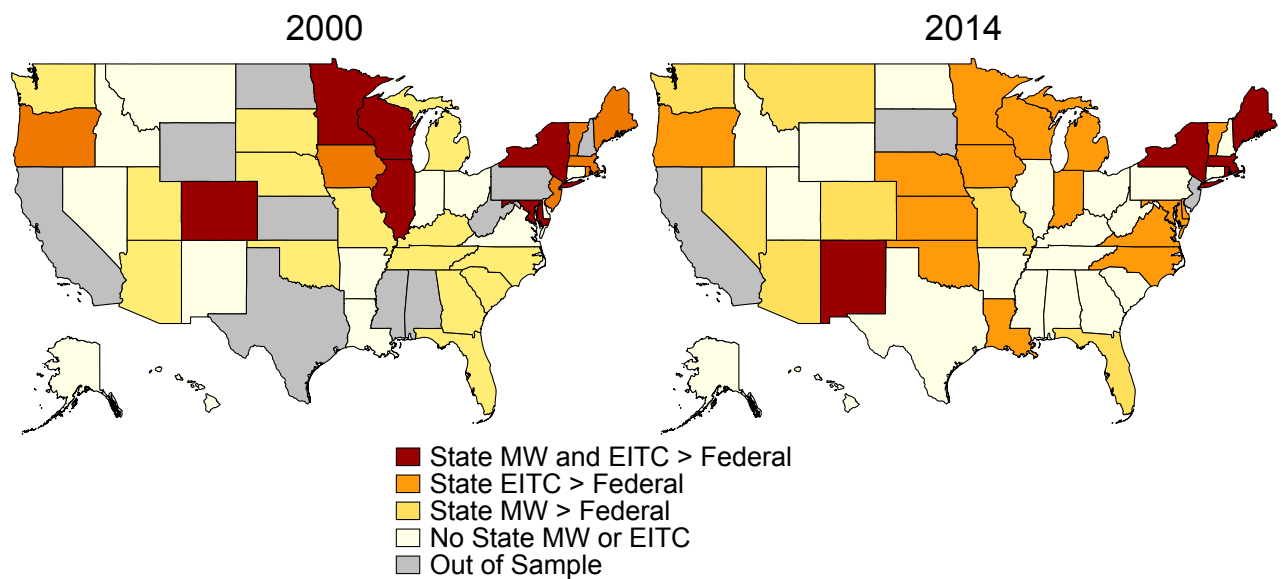 2000
2014
State MW and EITC > Federal
State EITC > Federal
State MW > Federal
No State MW or EITC
Out of Sample